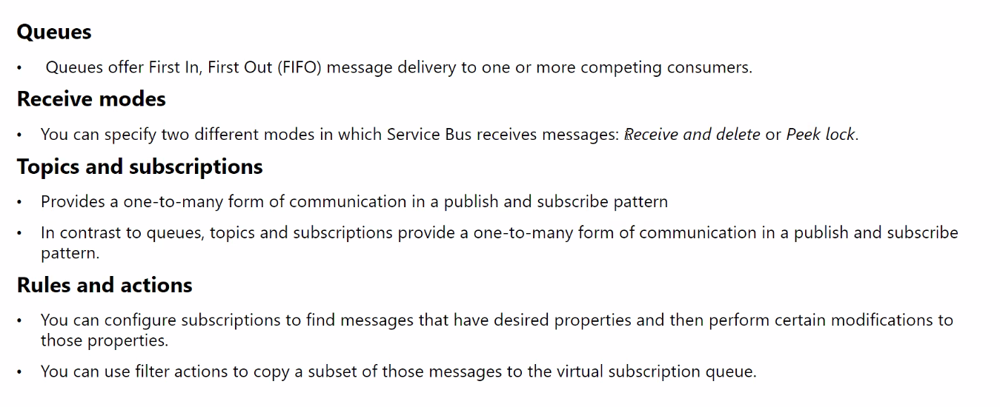 Queues
• Queues offer First In, First Out (FIFO) message delivery to one or more competing consumers.
Receive modes
• You can specify two different modes in which Service Bus receives messages: Receive and delete or Peek lock.
Topics and subscriptions
• Provides a one-to-many form of communication in a publish and subscribe pattern
• In contrast to queues, topics and subscriptions provide a one-to-many form of communication in a publish and subscribe
pattern.
Rules and actions
• You can configure subscriptions to find messages that have desired properties and then perform certain modifications to
those properties.
• You can use filter actions to copy a subset of those messages to the virtual subscription queue.